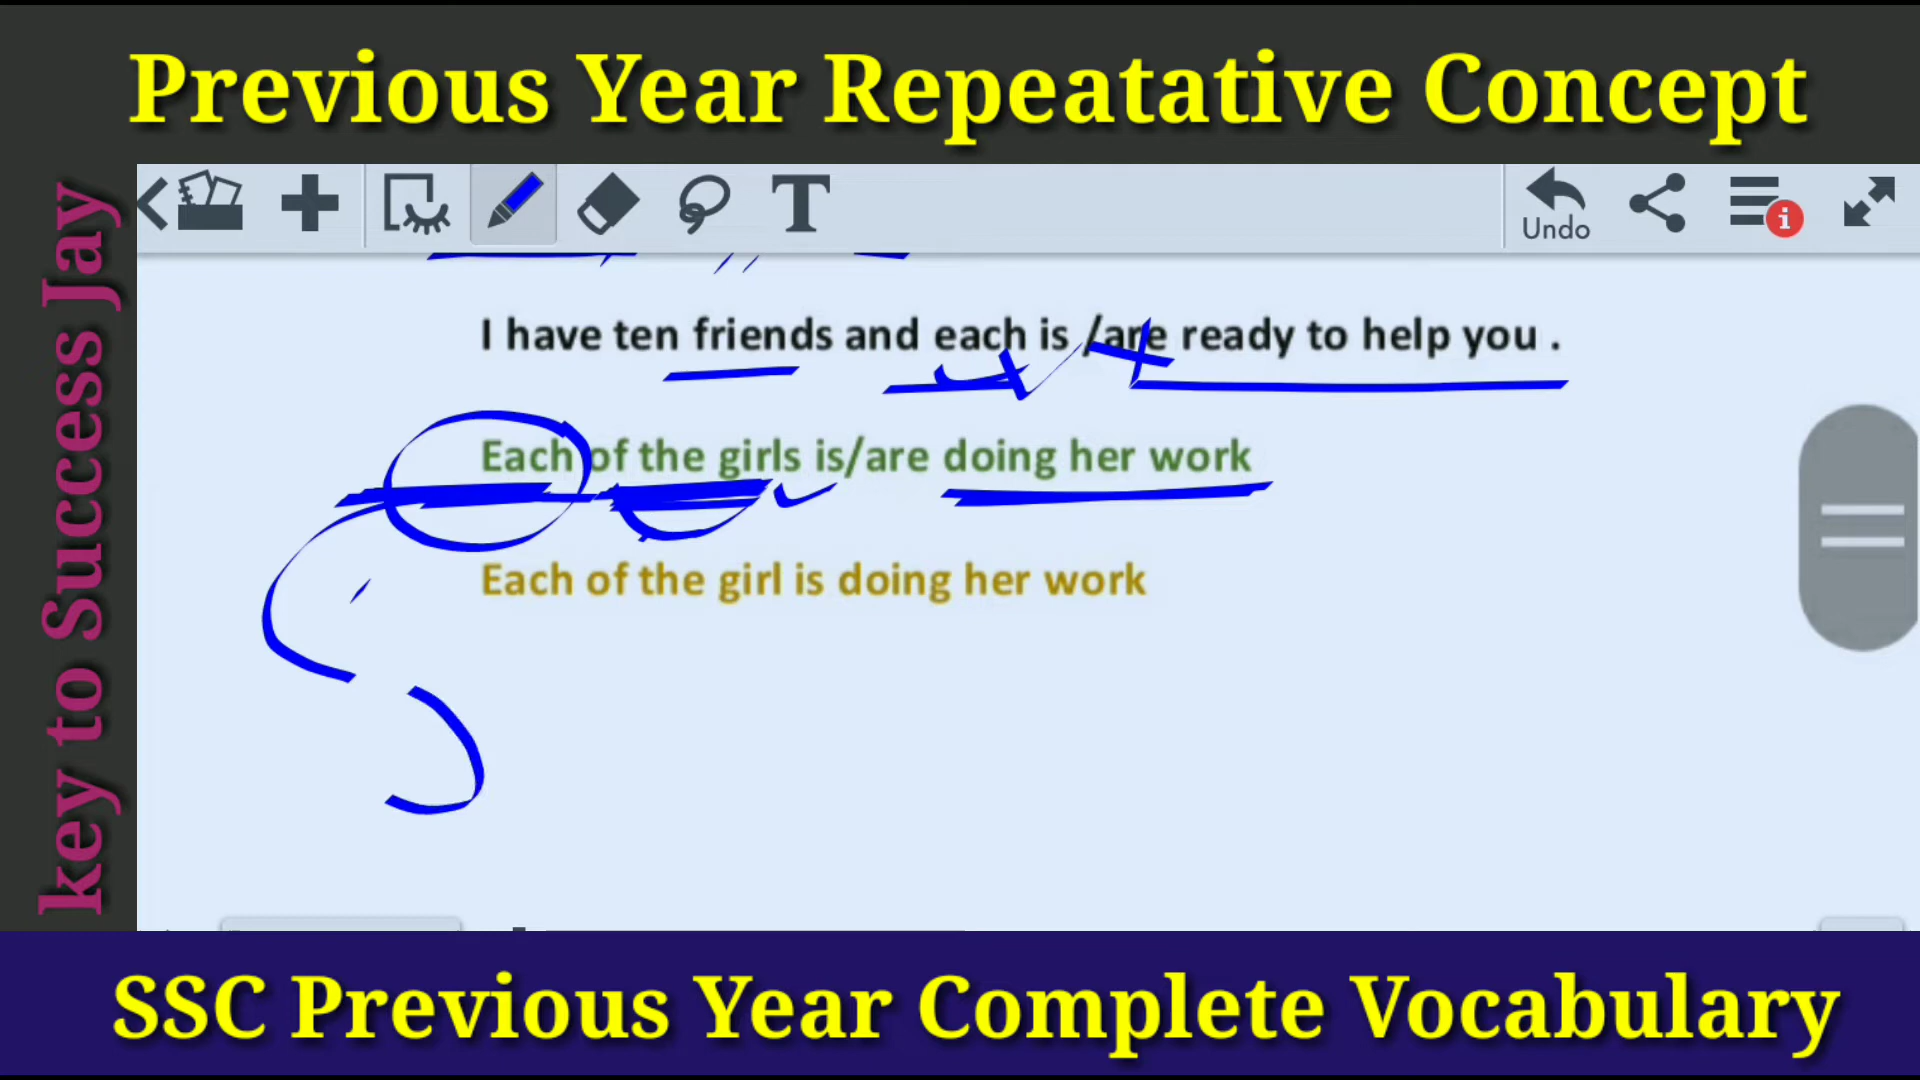 Previous Year Repeatative Concept
key to Success Jay
T
Undo
i
I have ten friends and each is /are ready to help you .
Each of the girls is/are doing her work
Each of the girl is doing her work
SSC Previous Year Complete Vocabulary